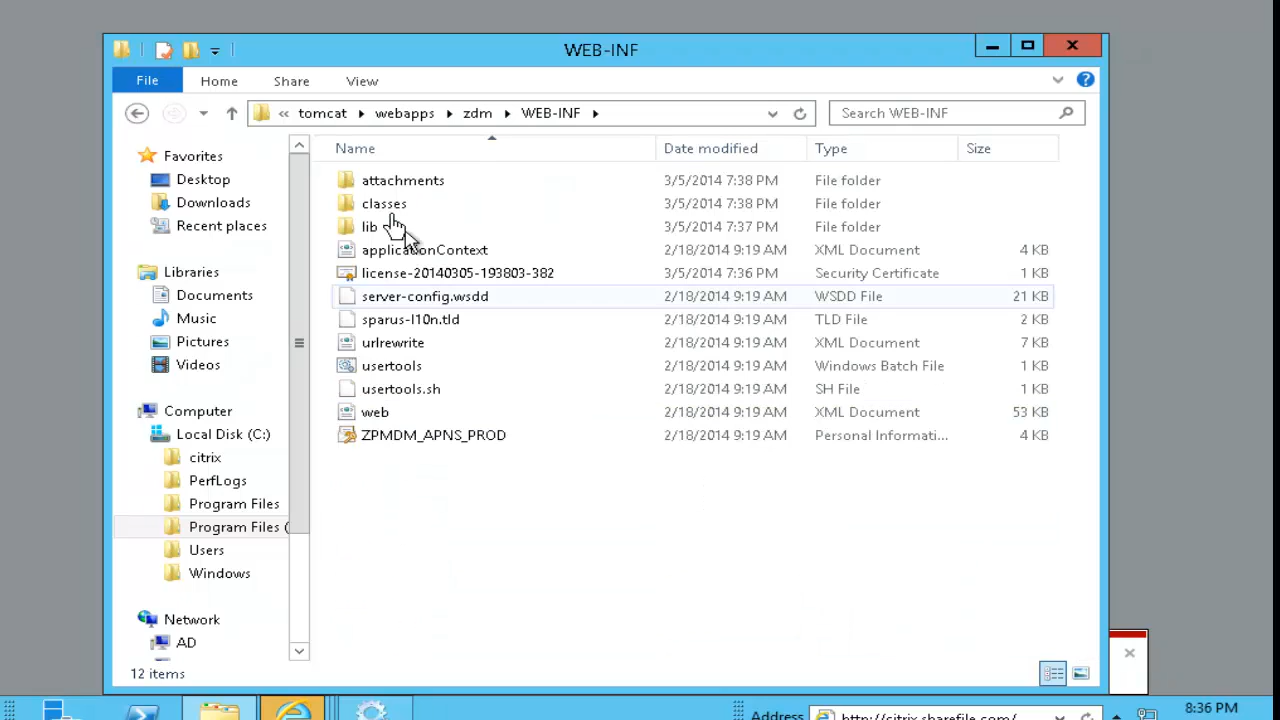 WEB-INF
File Home Share View
« tomcat webapps zdm WEB-INF
Search WEB-INF
Name Date modified Type Size
Favorites
Desktop
Downloads
Recent places
Libraries
Documents
Music
Pictures
Videos
Computer
Local Disk (C:)
citrix
PerfLogs
Program Files
Program Files (
Users
Windows
Network
AD
attachments 3/5/2014 7:38 PM File folder
classes 3/5/2014 7:38 PM File folder
lib 3/5/2014 7:37 PM File folder
applicationContext 2/18/2014 9:19 AM XML Document 4 KB
license-20140305-193803-382 3/5/2014 7:36 PM Security Certificate 1 KB
server-config.wsdd 2/18/2014 9:19 AM WSDD File 21 KB
sparus-l10n.tld 2/18/2014 9:19 AM TLD File 2 KB
urlrewrite 2/18/2014 9:19 AM XML Document 7 KB
usertools 2/18/2014 9:19 AM Windows Batch File 1 KB
usertools.sh 2/18/2014 9:19 AM SH File 1 KB
web 2/18/2014 9:19 AM XML Document 53 KB
ZPMDM_APNS_PROD 2/18/2014 9:19 AM Personal Informati... 4 KB
12 items
Address http://citrix.sharefile.com/
8:36 PM